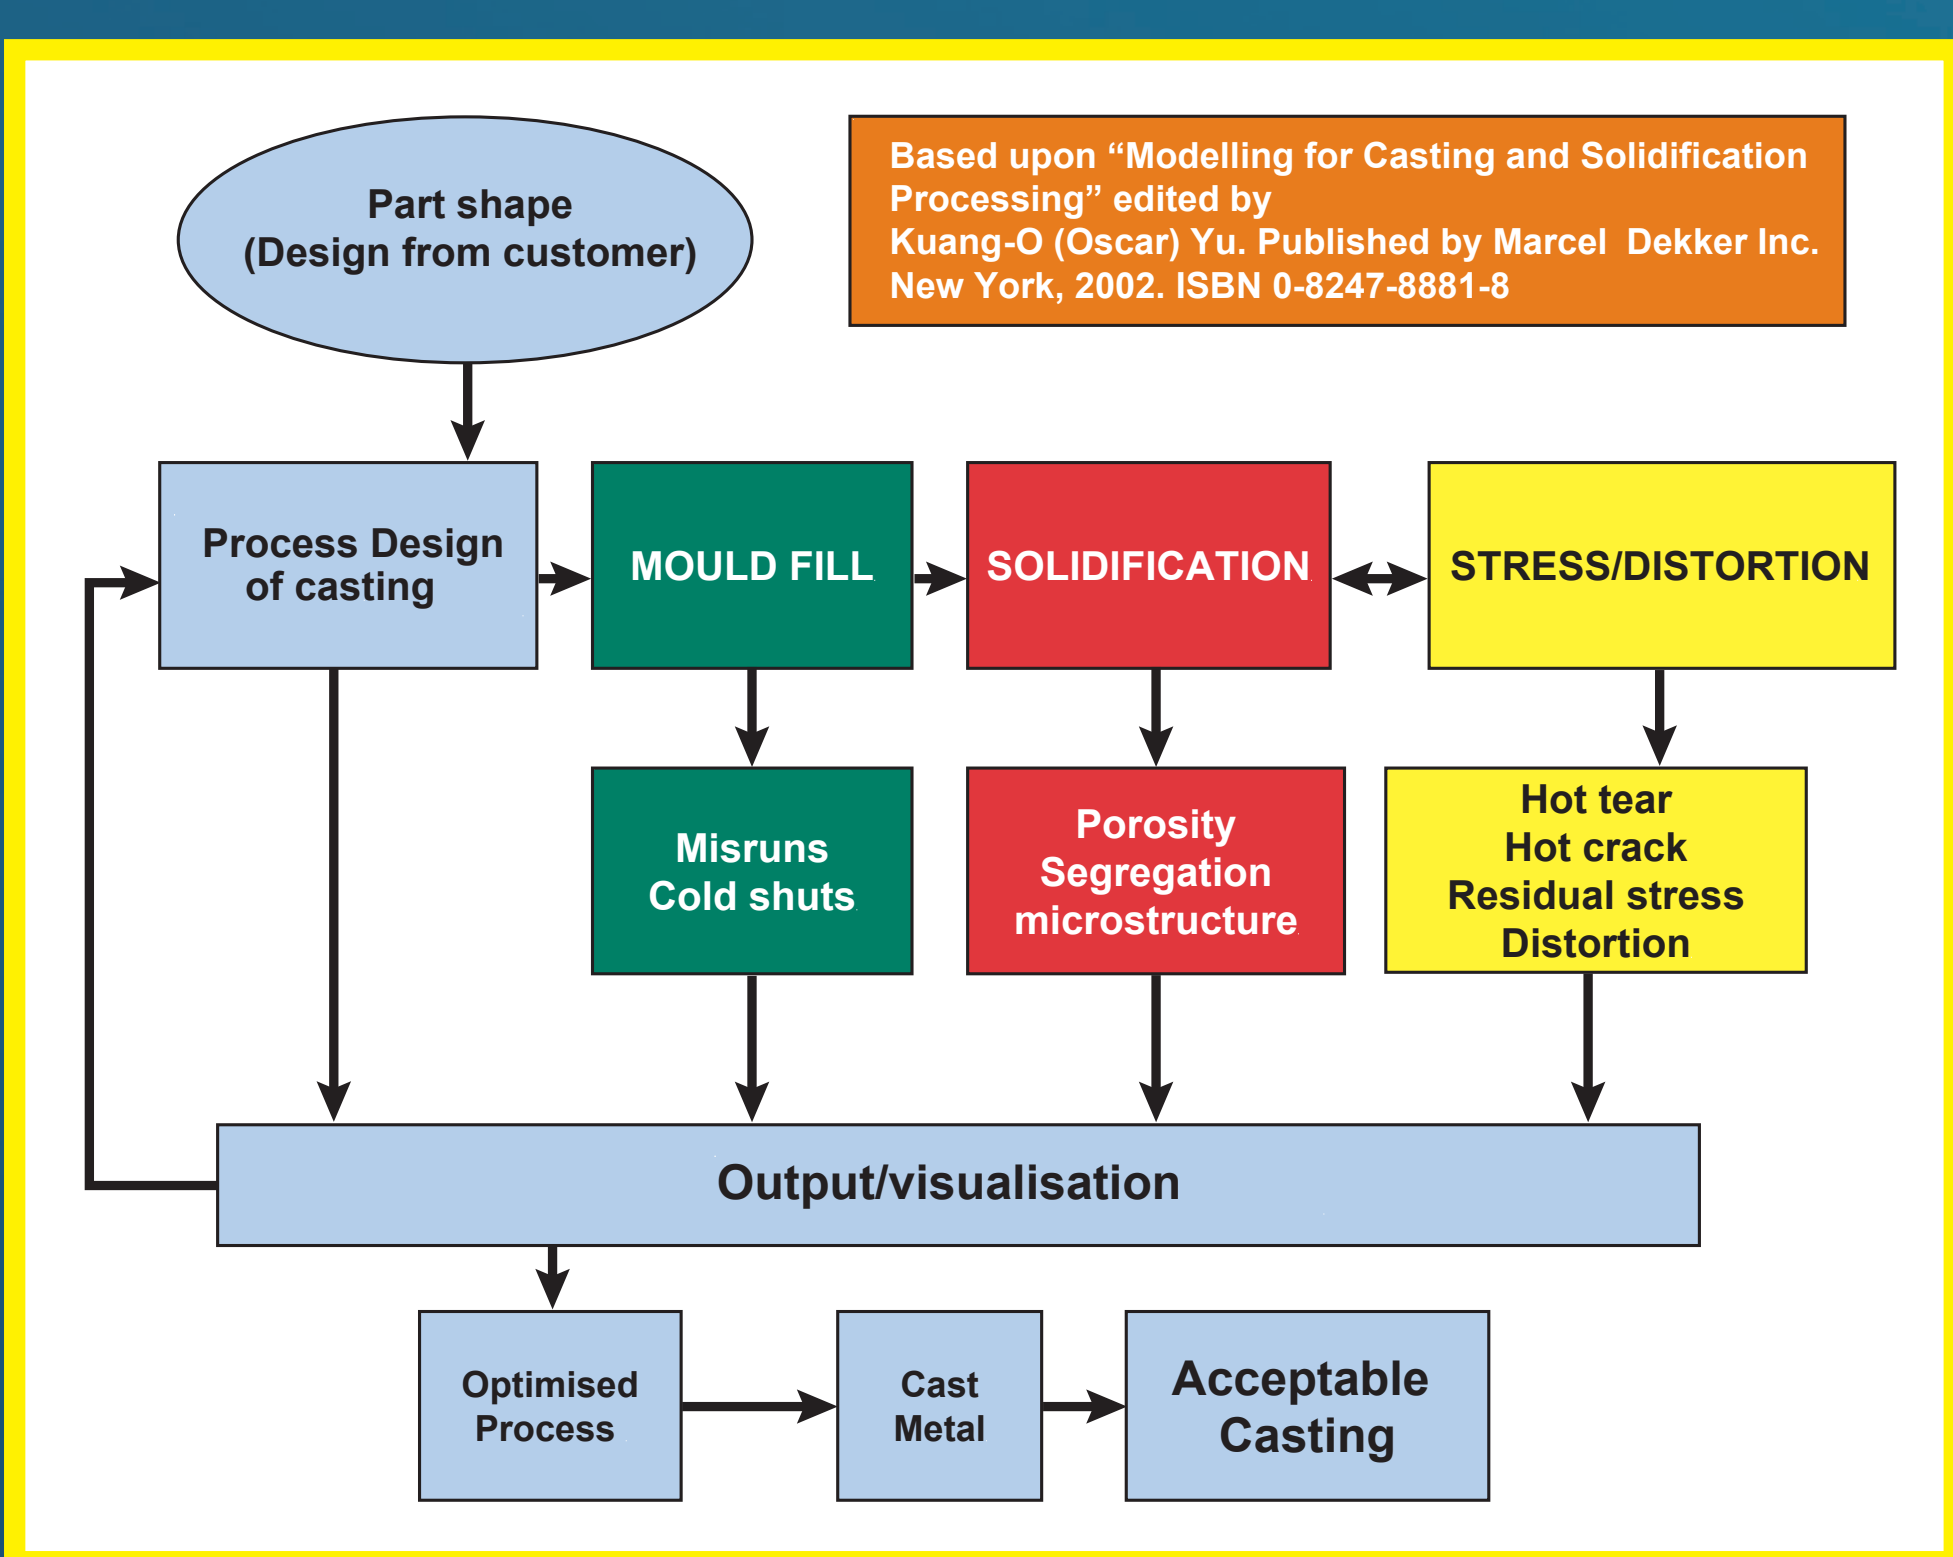 Part shape
(Design from customer)
Based upon “Modelling for Casting and Solidification
Processing” edited by
Kuang-O (Oscar) Yu. Published by Marcel Dekker Inc.
New York, 2002. ISBN 0-8247-8881-8
Process Design
of casting
MOULD FILL
SOLIDIFICATION
STRESS/DISTORTION
Misruns
Cold shuts
Porosity
Segregation
microstructure
Hot tear
Hot crack
Residual stress
Distortion
Output/visualisation
Optimised
Process
Cast
Metal
Acceptable
Casting